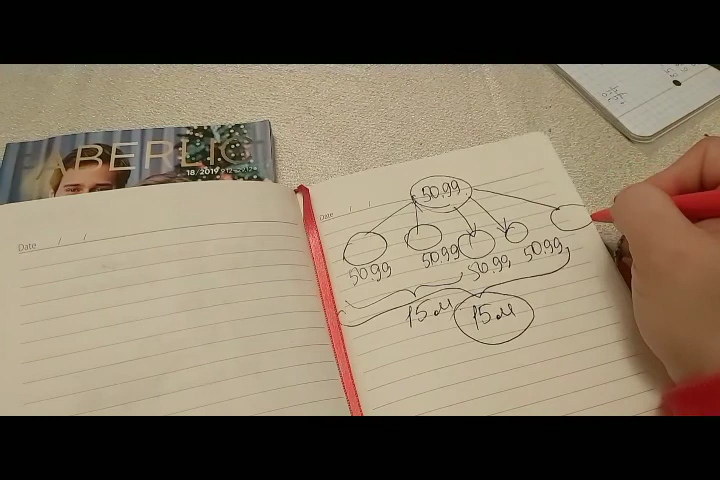 FABERLIC
18/2019
Date / /
Date / /
50.99
50.99 50.99 50.99 50.99
15 м 15 м